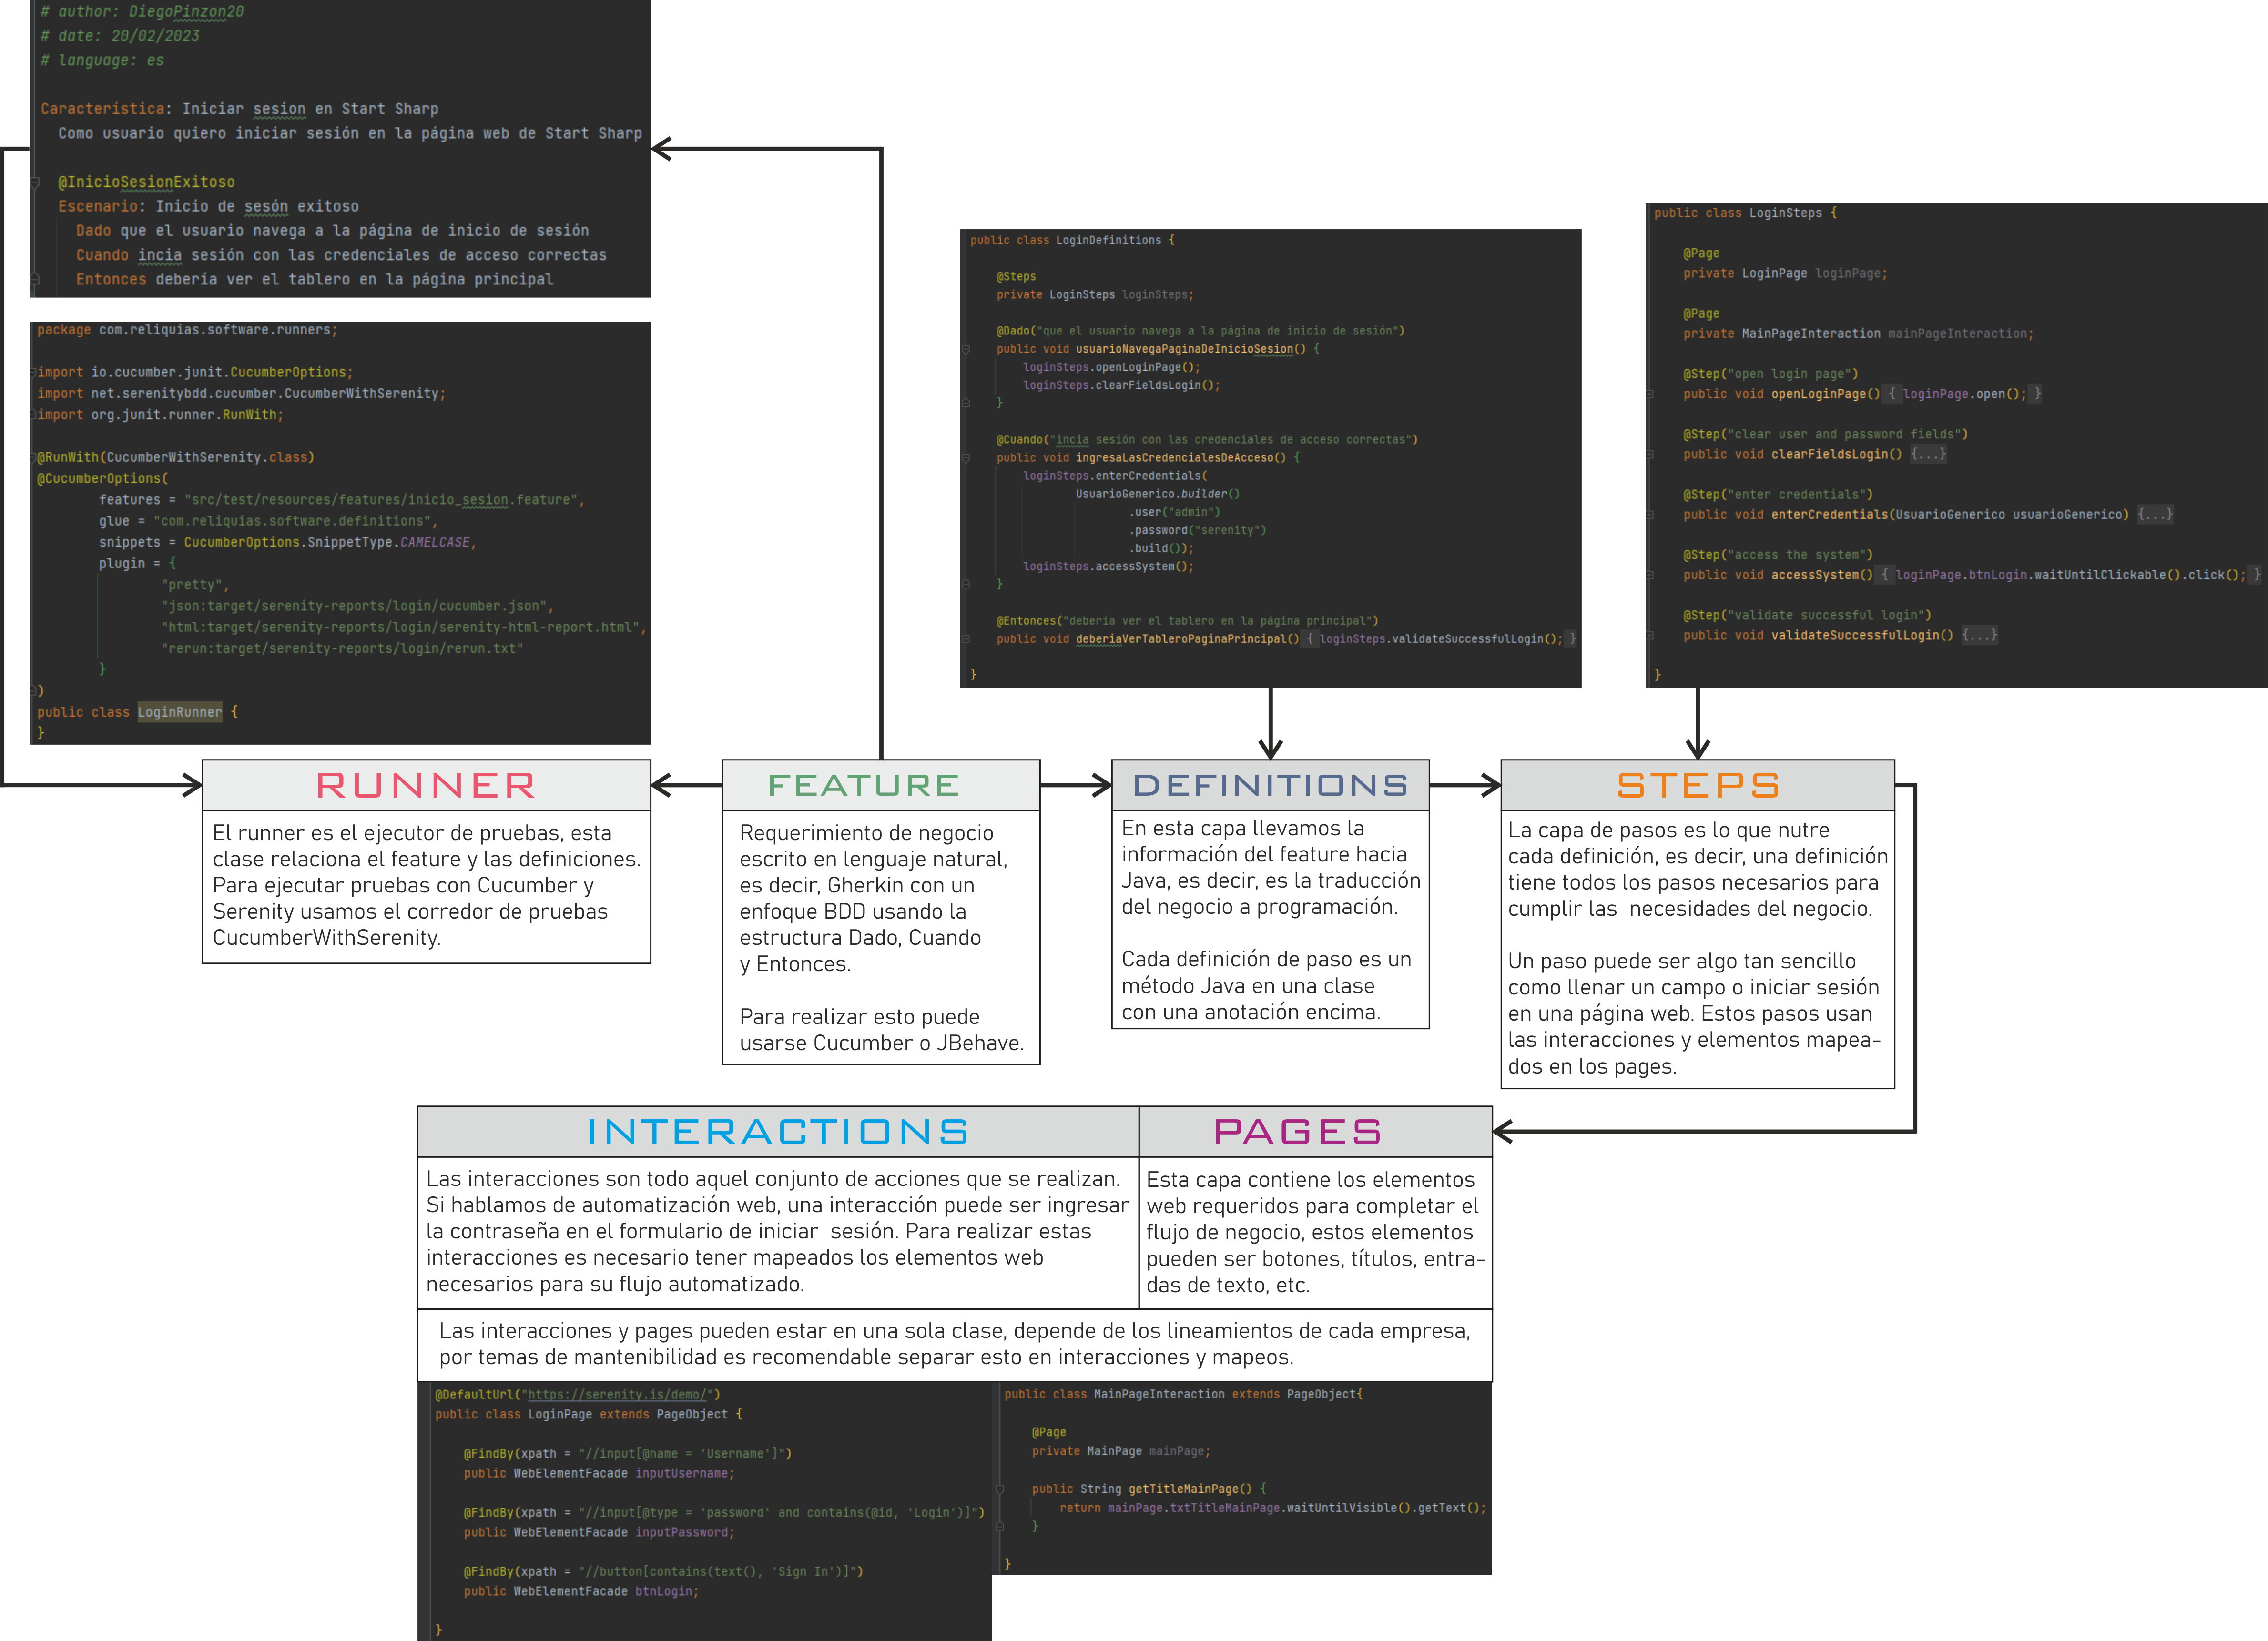 # author: DiegoPinzon20
# date: 20/02/2023
# language: es
Característica: Iniciar sesion en Start Sharp
Como usuario quiero iniciar sesión en la página web de Start Sharp
@InicioSesionExitoso
Escenario: Inicio de sesón exitoso
Dado que el usuario navega a la página de inicio de sesión
Cuando incia sesión con las credenciales de acceso correctas
Entonces debería ver el tablero en la página principal
package com.reliquias.software.runners;
import io.cucumber.junit.CucumberOptions;
import net.serenitybdd.cucumber.CucumberWithSerenity;
import org.junit.runner.RunWith;
@RunWith(CucumberWithSerenity.class)
@CucumberOptions(
features = "src/test/resources/features/inicio_sesion.feature",
glue = "com.reliquias.software.definitions",
snippets = CucumberOptions.SnippetType.CAMELCASE,
plugin = {
"pretty",
"json:target/serenity-reports/login/cucumber.json",
"html:target/serenity-reports/login/serenity-html-report.html",
"rerun:target/serenity-reports/login/rerun.txt"
}
)
public class LoginRunner {
}
public class LoginDefinitions {
@Steps
private LoginSteps loginSteps;
@Dado("que el usuario navega a la página de inicio de sesión")
public void usuarioNavegaPaginaDeInicioSesion() {
loginSteps.openLoginPage();
loginSteps.clearFieldsLogin();
}
@Cuando("incia sesión con las credenciales de acceso correctas")
public void ingresaLasCredencialesDeAcceso() {
loginSteps.enterCredentials(
UsuarioGenerico.builder()
.user("admin")
.password("serenity")
.build());
loginSteps.accessSystem();
}
@Entonces("debería ver el tablero en la página principal")
public void deberiaVerTableroPaginaPrincipal() { loginSteps.validateSuccessfulLogin(); }
}
public class LoginSteps {
@Page
private LoginPage loginPage;
@Page
private MainPageInteraction mainPageInteraction;
@Step("open login page")
public void openLoginPage() { loginPage.open(); }
@Step("clear user and password fields")
public void clearFieldsLogin() {...}
@Step("enter credentials")
public void enterCredentials(UsuarioGenerico usuarioGenerico) {...}
@Step("access the system")
public void accessSystem() { loginPage.btnLogin.waitUntilClickable().click(); }
@Step("validate successful login")
public void validateSuccessfulLogin() {...}
}
RUNNER
El runner es el ejecutor de pruebas, esta
clase relaciona el feature y las definiciones.
Para ejecutar pruebas con Cucumber y
Serenity usamos el corredor de pruebas
CucumberWithSerenity.
FEATURE
Requerimiento de negocio
escrito en lenguaje natural,
es decir, Gherkin con un
enfoque BDD usando la
estructura Dado, Cuando
y Entonces.
Para realizar esto puede
usarse Cucumber o JBehave.
DEFINITIONS
En esta capa llevamos la
información del feature hacia
Java, es decir, es la traducción
del negocio a programación.
Cada definición de paso es un
método Java en una clase
con una anotación encima.
STEPS
La capa de pasos es lo que nutre
cada definición, es decir, una definición
tiene todos los pasos necesarios para
cumplir las necesidades del negocio.
Un paso puede ser algo tan sencillo
como llenar un campo o iniciar sesión
en una página web. Estos pasos usan
las interacciones y elementos mapea-
dos en los pages.
INTERACTIONS
Las interacciones son todo aquel conjunto de acciones que se realizan.
Si hablamos de automatización web, una interacción puede ser ingresar
la contraseña en el formulario de iniciar sesión. Para realizar estas
interacciones es necesario tener mapeados los elementos web
necesarios para su flujo automatizado.
PAGES
Esta capa contiene los elementos
web requeridos para completar el
flujo de negocio, estos elementos
pueden ser botones, títulos, entra-
das de texto, etc.
Las interacciones y pages pueden estar en una sola clase, depende de los lineamientos de cada empresa,
por temas de mantenibilidad es recomendable separar esto en interacciones y mapeos.
@DefaultUrl("https://serenity.is/demo/")
public class LoginPage extends PageObject {
@FindBy(xpath = "//input[@name = 'Username']")
public WebElementFacade inputUsername;
@FindBy(xpath = "//input[@type = 'password' and contains(@id, 'Login')]")
public WebElementFacade inputPassword;
@FindBy(xpath = "//button[contains(text(), 'Sign In')]")
public WebElementFacade btnLogin;
}
public class MainPageInteraction extends PageObject{
@Page
private MainPage mainPage;
public String getTitleMainPage() {
return mainPage.txtTitleMainPage.waitUntilVisible().getText();
}
}